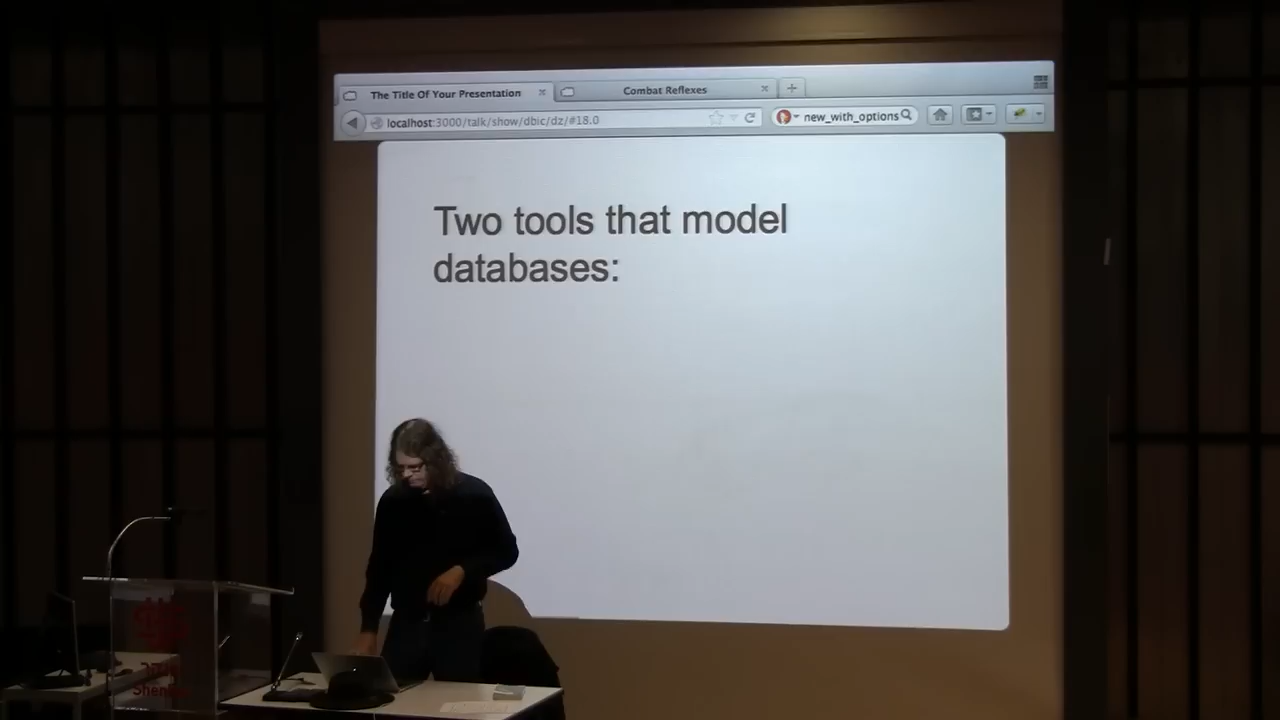 The Title Of Your Presentation
Combat Reflexes
localhost:3000/talk/show/dbic/dz/#18.0
new_with_options
Two tools that model
databases: